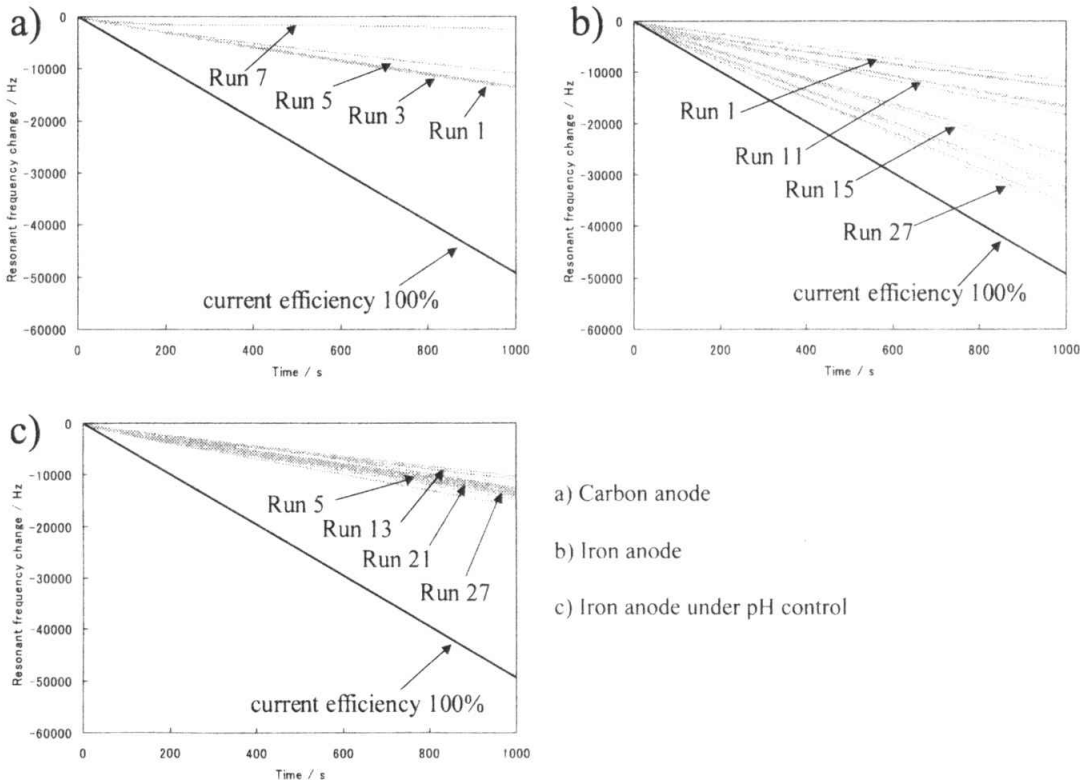 a)
Resonant frequency change / Hz
0
-10000
-20000
-30000
-40000
-50000
-60000
Run 7
Run 5
Run 3
Run 1
current efficiency 100%
0 200 400 600 800 1000
Time / s
b)
Resonant frequency change / Hz
0
-10000
-20000
-30000
-40000
-50000
-60000
Run 1
Run 11
Run 15
Run 27
current efficiency 100%
0 200 400 600 800 1000
Time / s
c)
Resonant frequency change / Hz
0
-10000
-20000
-30000
-40000
-50000
-60000
Run 5
Run 13
Run 21
Run 27
current efficiency 100%
0 200 400 600 800 1000
Time / s
a) Carbon anode
b) Iron anode
c) Iron anode under pH control